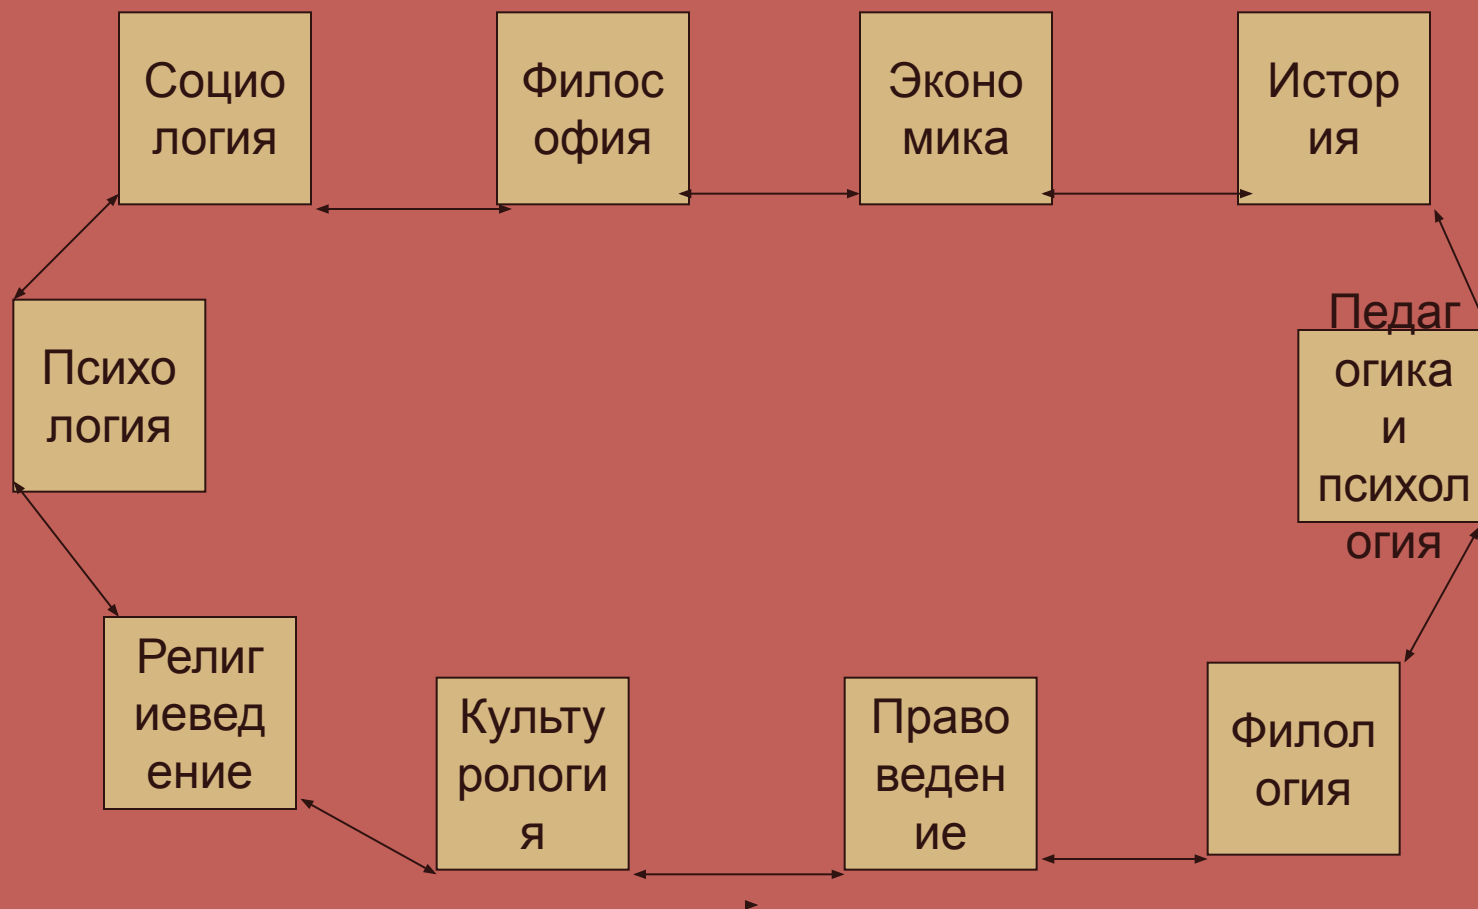 Социо
логия
Филос
офия
Эконо
мика
Истор
ия
Психо
логия
Педаг
огика
и
психол
огия
Религ
иевед
ение
Культу
рологи
я
Право
веден
ие
Филол
огия